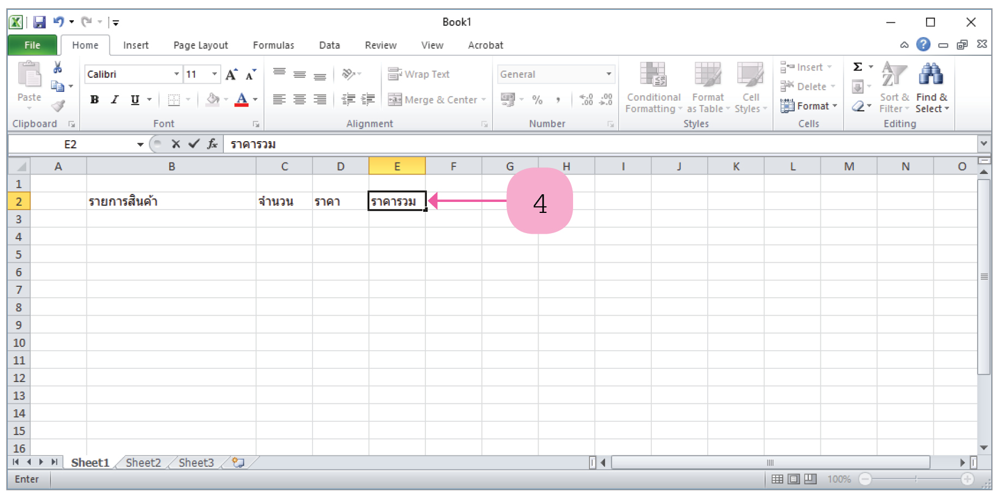 Book1
File Home Insert Page Layout Formulas Data Review View Acrobat
Calibri 11 A A Wrap Text General Σ Insert
Paste B I U A Merge & Center % , Conditional Formatting Format as Table Cell Styles Delete Format Sort & Filter Find & Select
Clipboard Font Alignment Number Styles Cells Editing
E2 fx ราคารวม
A B C D E F G H I J K L M N O
1
2 รายการสินค้า จำนวน ราคา ราคารวม 4
3
4
5
6
7
8
9
10
11
12
13
14
15
16
Sheet1 Sheet2 Sheet3
Enter 100%